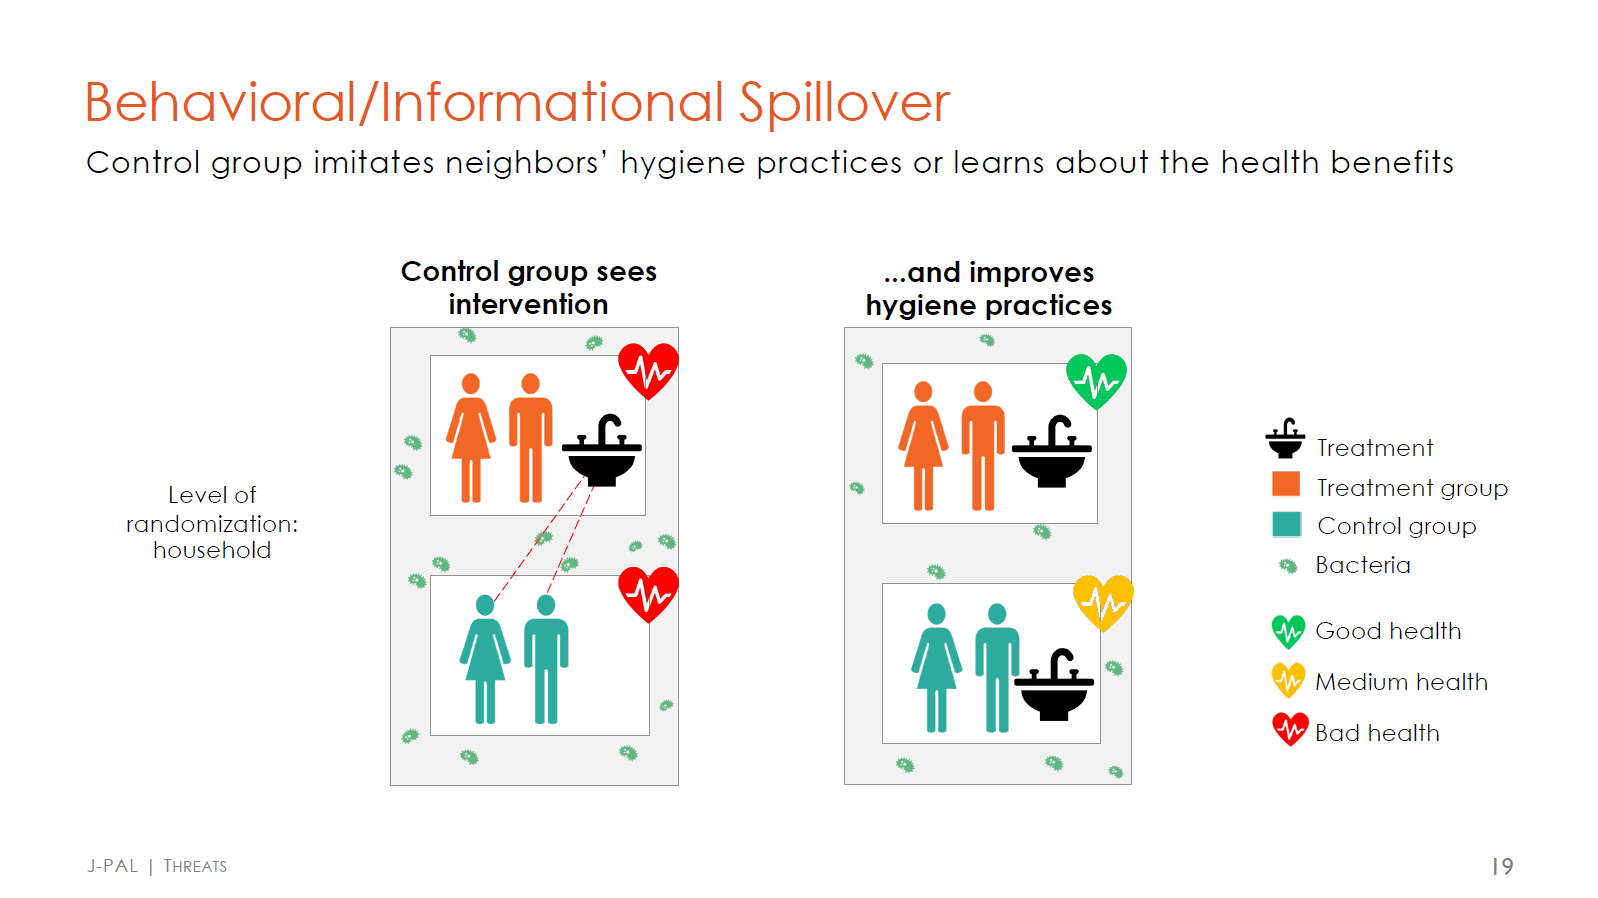 Behavioral/Informational Spillover
Control group imitates neighbors’ hygiene practices or learns about the health benefits
Control group sees
intervention
...and improves
hygiene practices
Level of
randomization:
household
Treatment
Treatment group
Control group
Bacteria
Good health
Medium health
Bad health
J-PAL | THREATS
19